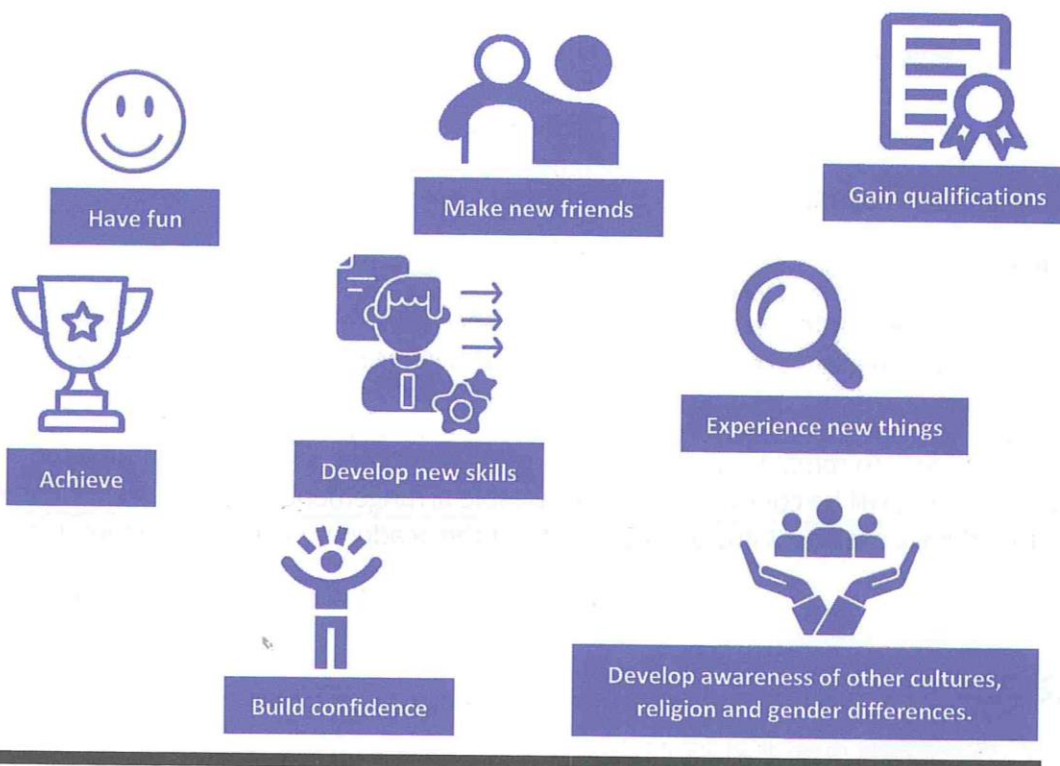 Have fun
Make new friends
Gain qualifications
Achieve
Develop new skills
Experience new things
Build confidence
Develop awareness of other cultures,
religion and gender differences.